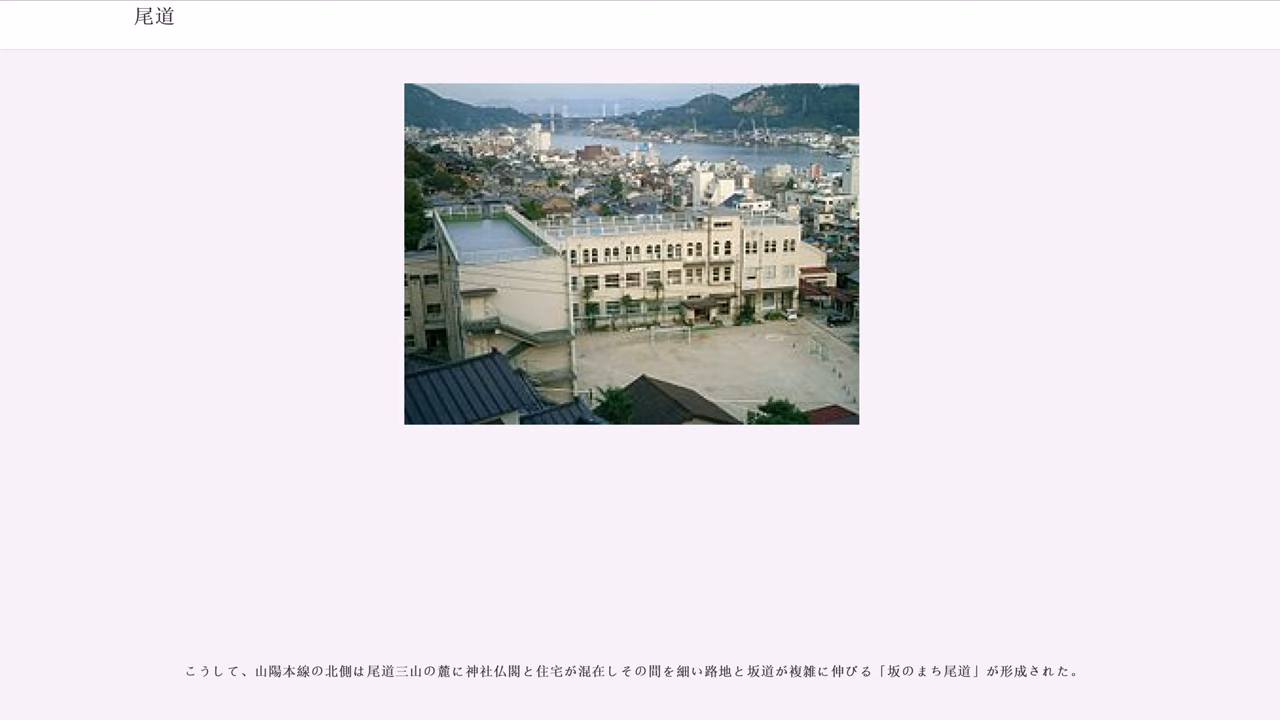 尾道
こうして、山陽本線の北側は尾道三山の麓に神社仏閣と住宅が混在しその間を細い路地と坂道が複雑に伸びる「坂のまち尾道」が形成された。